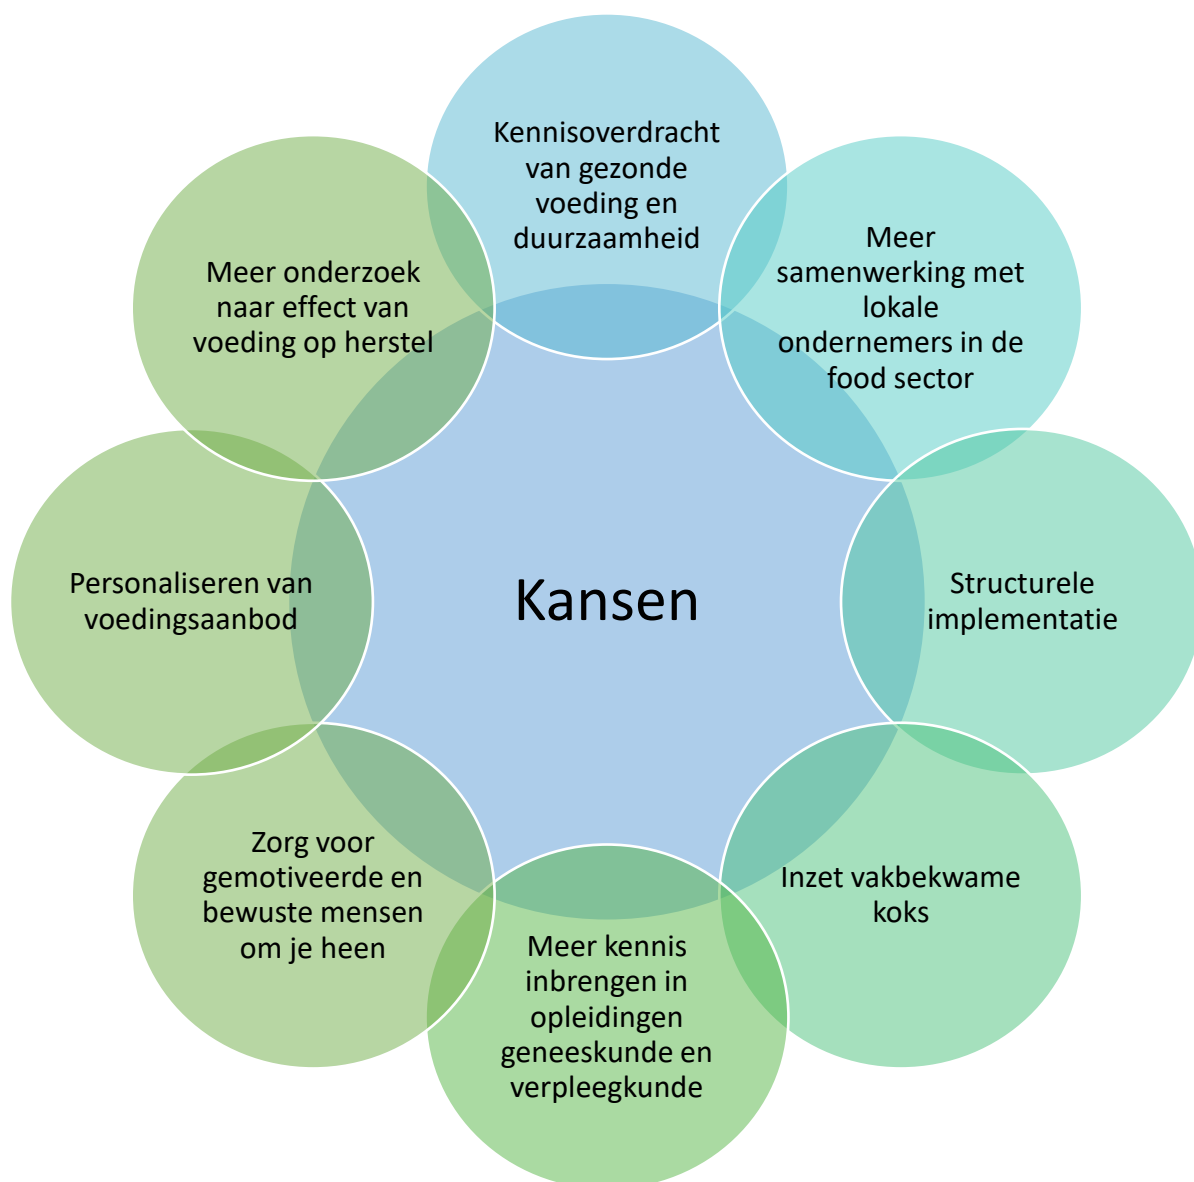 Kennisoverdracht
van gezonde
voeding en
duurzaamheid
Meer
samenwerking met
lokale
ondernemers in de
food sector
Structurele
implementatie
Inzet vakbekwame
koks
Meer kennis
inbrengen in
opleidingen
geneeskunde en
verpleegkunde
Zorg voor
gemotiveerde en
bewuste mensen
om je heen
Personaliseren van
voedingsaanbod
Meer onderzoek
naar effect van
voeding op herstel
Kansen